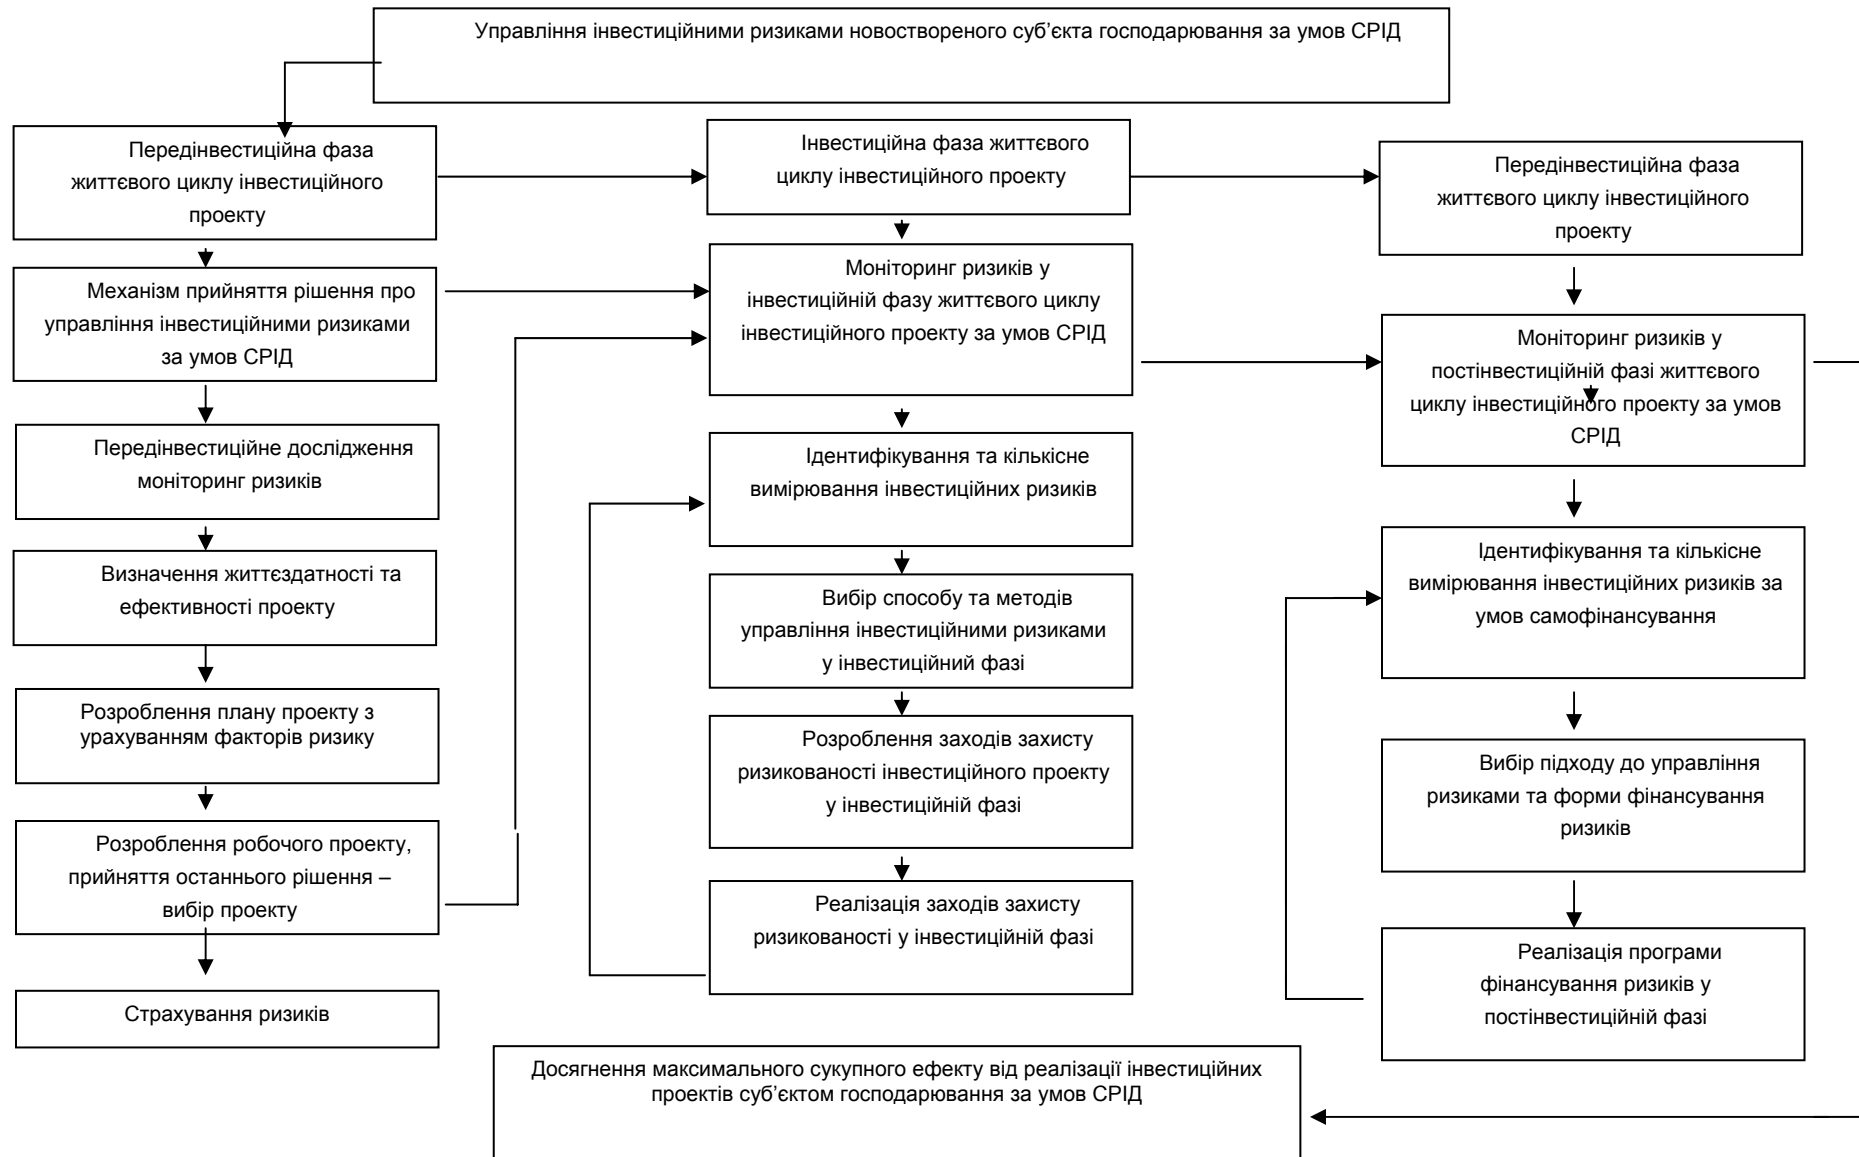 Управління інвестиційними ризиками новоствореного суб’єкта господарювання за умов СРІД
Передінвестиційна фаза
життєвого циклу інвестиційного
проекту
Механізм прийняття рішення про
управління інвестиційними ризиками
за умов СРІД
Передінвестиційне дослідження
моніторинг ризиків
Визначення життєздатності та
ефективності проекту
Розроблення плану проекту з
урахуванням факторів ризику
Розроблення робочого проекту,
прийняття останнього рішення –
вибір проекту
Страхування ризиків
Інвестиційна фаза життєвого
циклу інвестиційного проекту
Моніторинг ризиків у
інвестиційній фазу життєвого циклу
інвестиційного проекту за умов СРІД
Ідентифікування та кількісне
вимірювання інвестиційних ризиків
Вибір способу та методів
управління інвестиційними ризиками
у інвестиційний фазі
Розроблення заходів захисту
ризикованості інвестиційного проекту
у інвестиційній фазі
Реалізація заходів захисту
ризикованості у інвестиційній фазі
Передінвестиційна фаза
життєвого циклу інвестиційного
проекту
Моніторинг ризиків у
постінвестиційній фазі життєвого
циклу інвестиційного проекту за умов
СРІД
Ідентифікування та кількісне
вимірювання інвестиційних ризиків за
умов самофінансування
Вибір підходу до управління
ризиками та форми фінансування
ризиків
Реалізація програми
фінансування ризиків у
постінвестиційній фазі
Досягнення максимального сукупного ефекту від реалізації інвестиційних
проектів суб’єктом господарювання за умов СРІД